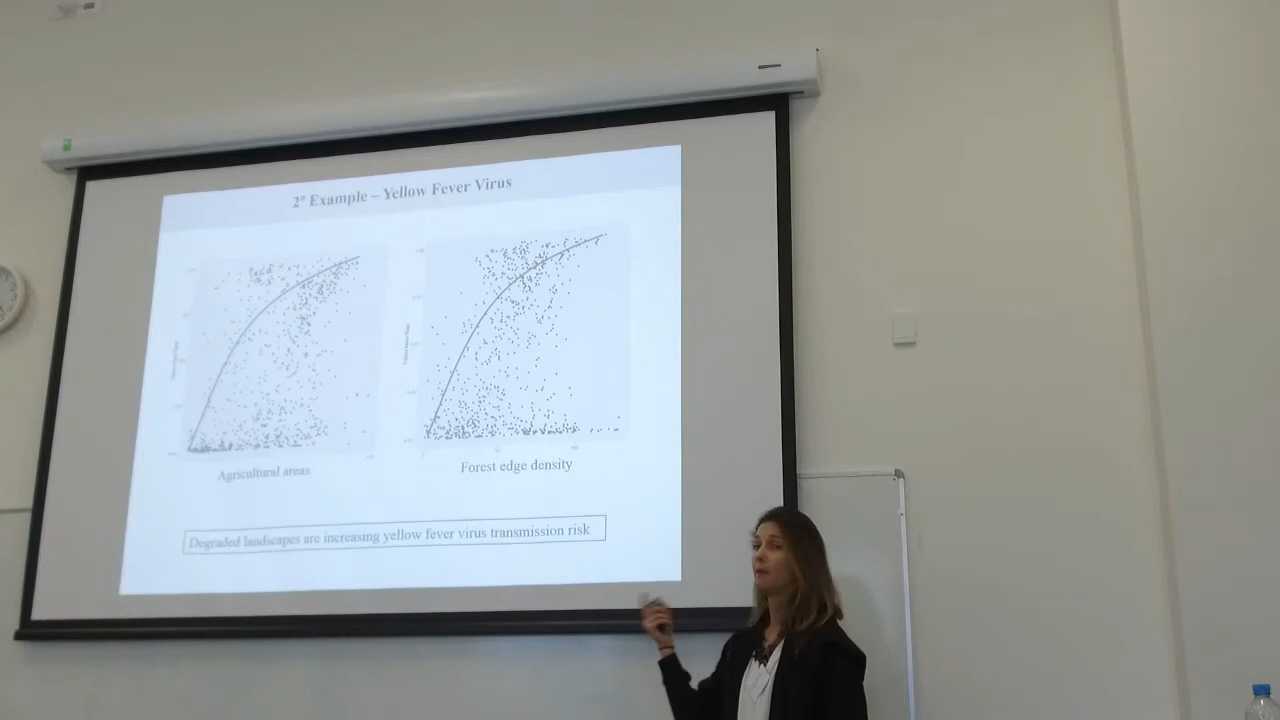 2° Example – Yellow Fever Virus
Agricultural areas
Forest edge density
Degraded landscapes are increasing yellow fever virus transmission risk